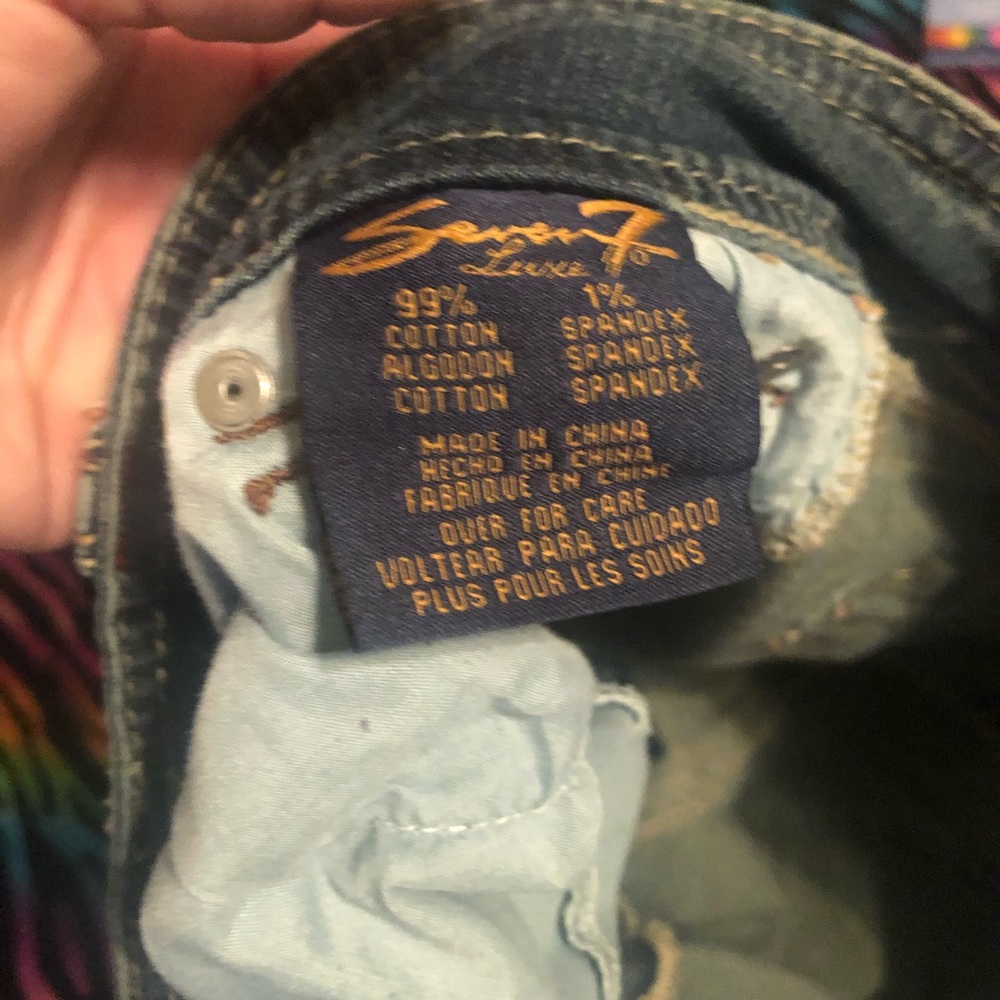 Seven7
Luxe
99% 1%
COTTON SPANDEX
ALGODON SPANDEX
COTTON SPANDEX
MADE IN CHINA
HECHO EN CHINA
FABRIQUE EN CHINE
OVER FOR CARE
VOLTEAR PARA CUIDADO
PLUS POUR LES SOINS